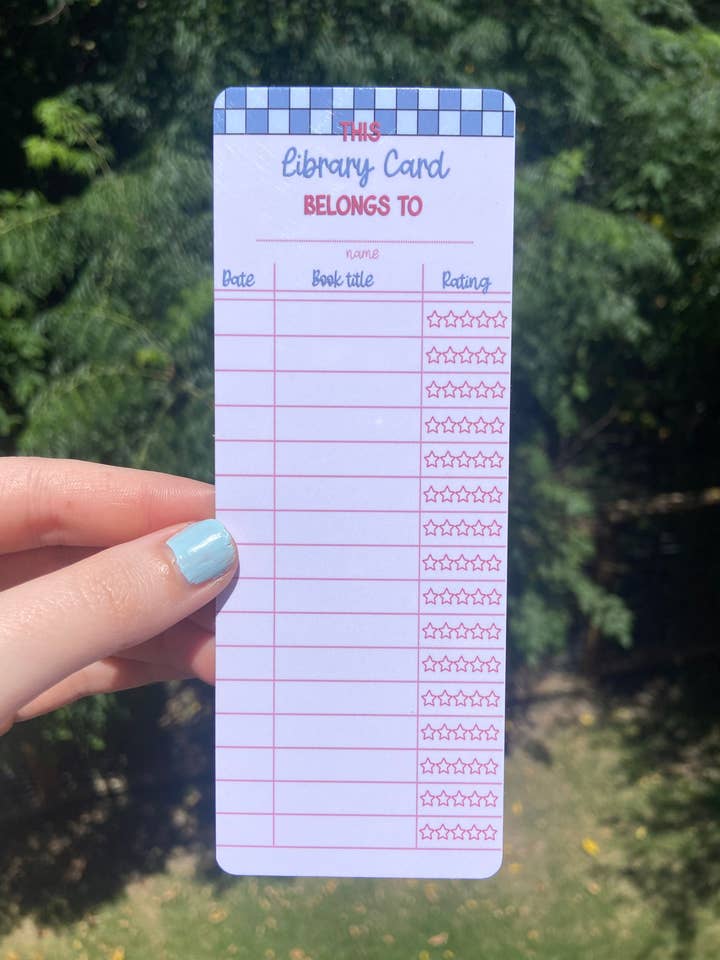 THIS
Library Card
BELONGS TO
name
Date Book title Rating